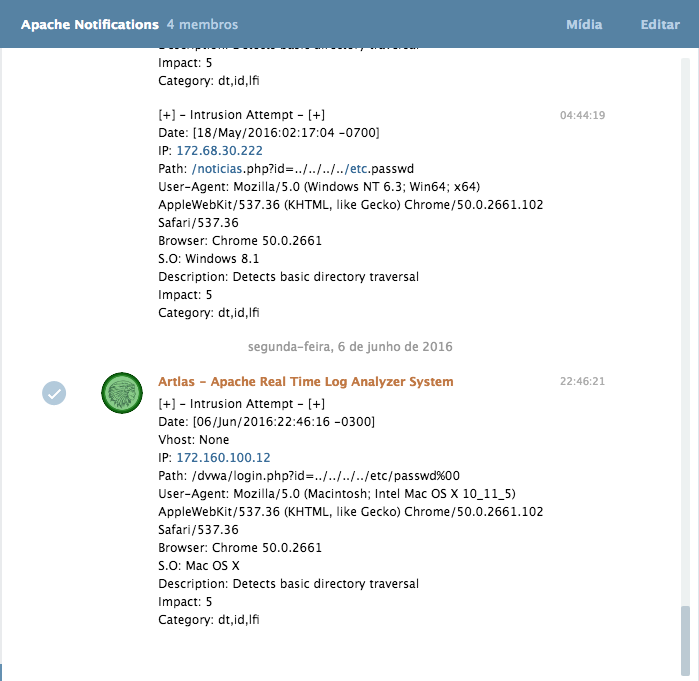 Apache Notifications 4 membros Mídia Editar
Description: Detects basic directory traversal
Impact: 5
Category: dt,id,lfi
[+] - Intrusion Attempt - [+] 04:44:19
Date: [18/May/2016:02:17:04 -0700]
IP: 172.68.30.222
Path: /noticias.php?id=../../../../etc.passwd
User-Agent: Mozilla/5.0 (Windows NT 6.3; Win64; x64)
AppleWebKit/537.36 (KHTML, like Gecko) Chrome/50.0.2661.102
Safari/537.36
Browser: Chrome 50.0.2661
S.O: Windows 8.1
Description: Detects basic directory traversal
Impact: 5
Category: dt,id,lfi
segunda-feira, 6 de junho de 2016
Artlas - Apache Real Time Log Analyzer System 22:46:21
[+] - Intrusion Attempt - [+]
Date: [06/Jun/2016:22:46:16 -0300]
Vhost: None
IP: 172.160.100.12
Path: /dvwa/login.php?id=../../../../etc/passwd%00
User-Agent: Mozilla/5.0 (Macintosh; Intel Mac OS X 10_11_5)
AppleWebKit/537.36 (KHTML, like Gecko) Chrome/50.0.2661.102
Safari/537.36
Browser: Chrome 50.0.2661
S.O: Mac OS X
Description: Detects basic directory traversal
Impact: 5
Category: dt,id,lfi